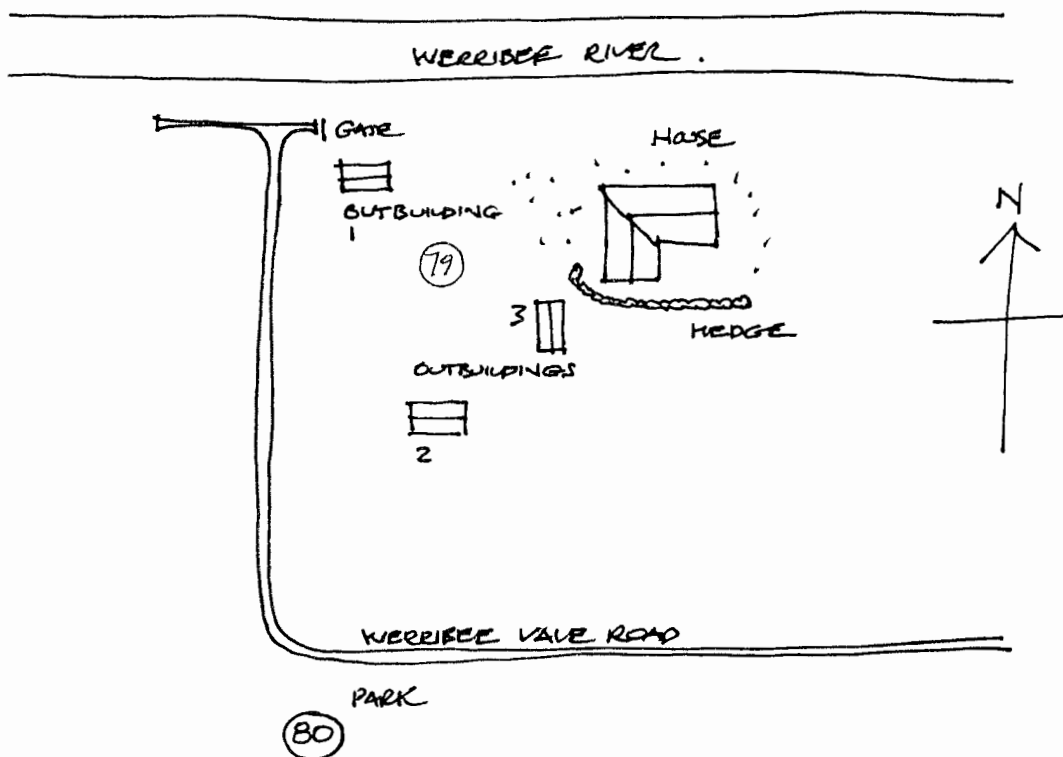 WERRIBEE RIVER.
GATE
HOUSE
N
OUTBUILDING
1
79
3
HEDGE
OUTBUILDINGS
2
WERRIBEE VALE ROAD
PARK
80